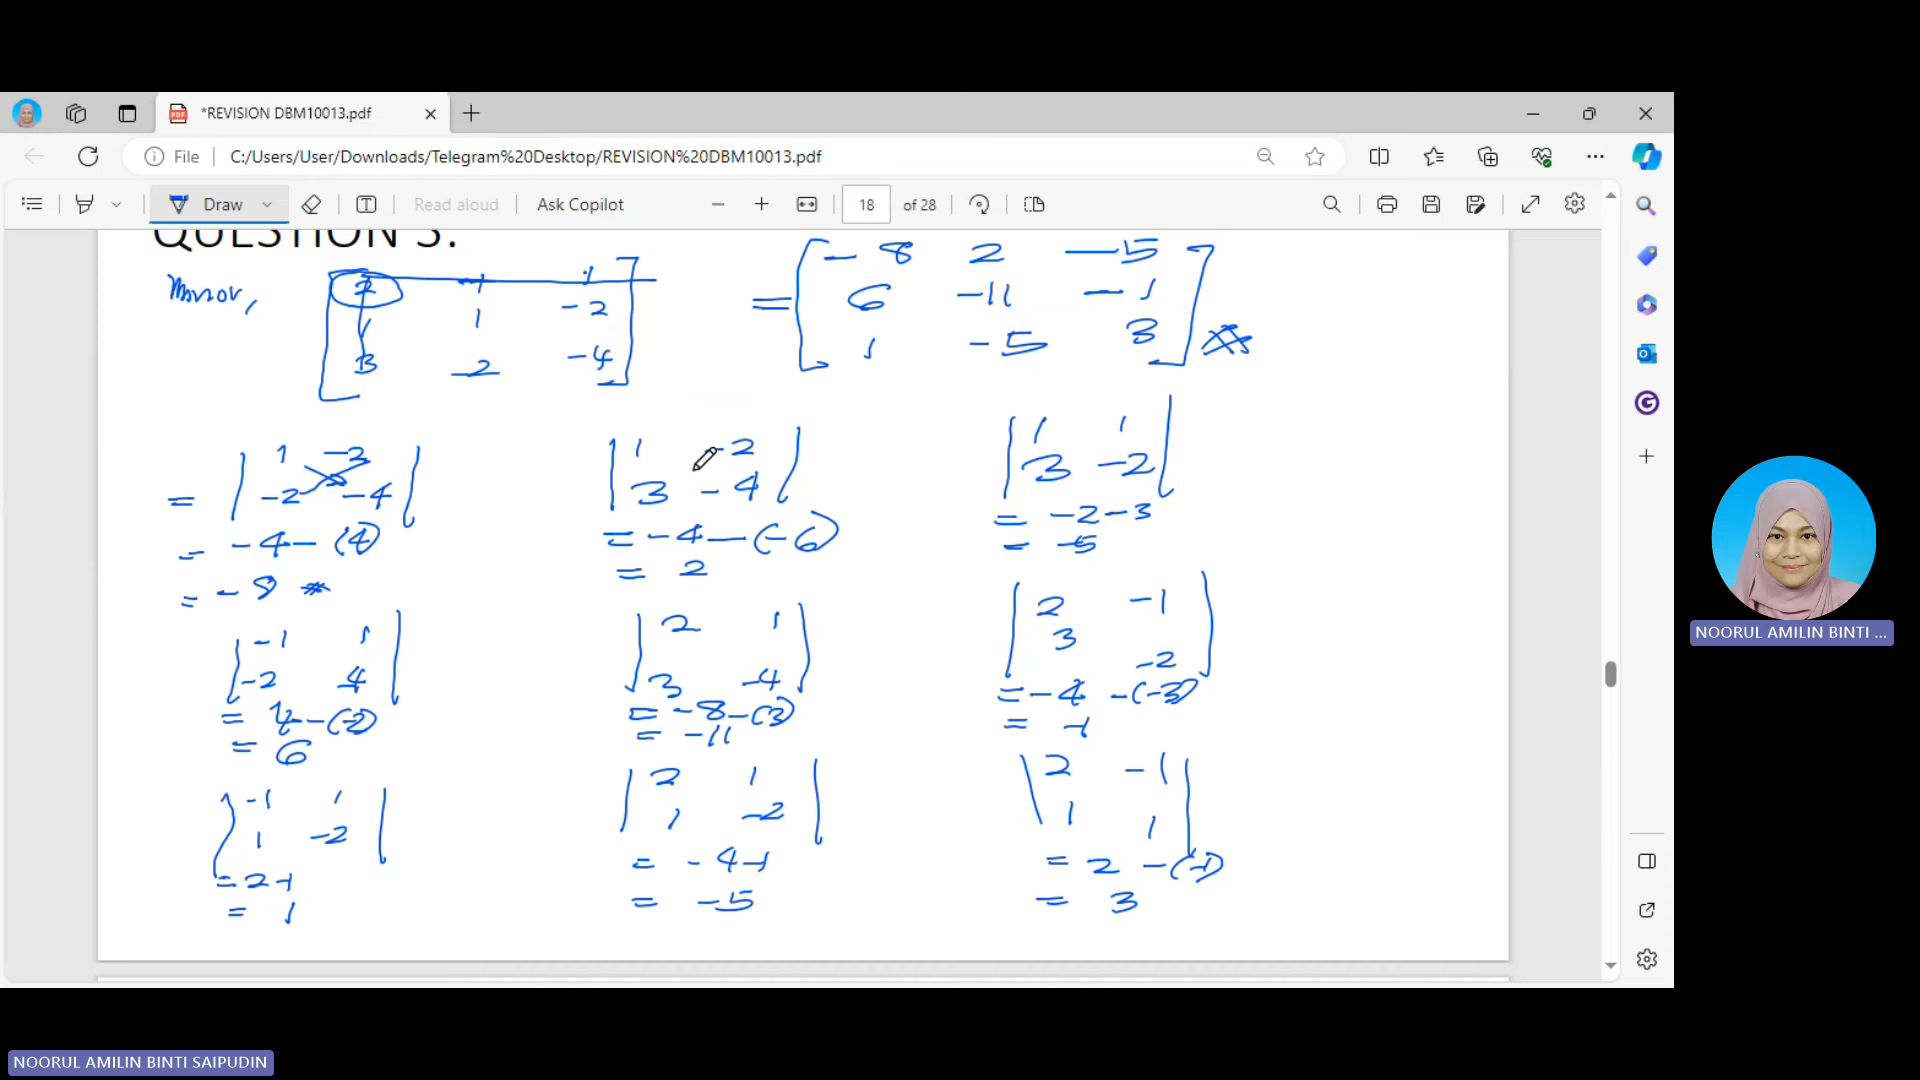 *REVISION DBM10013.pdf
File C:/Users/User/Downloads/Telegram%20Desktop/REVISION%20DBM10013.pdf
Draw Read aloud Ask Copilot 18 of 28
QUESTION 3:
Minor,
2 -1 1
1 1 -2
3 -2 -4
= -8 2 -5
6 -11 -1
1 -5 3
= 1 -2
-2 -4
= -4 - (4)
= -8
1 -2
3 -4
= -4 - (-6)
= 2
1 1
3 -2
= -2 - 3
= -5
-1 1
-2 -4
= 4 - (-2)
= 6
2 1
3 -4
= -8 - (3)
= -11
2 -1
3 -2
= -4 - (-3)
= -1
-1 1
1 -2
= 2 - 1
= 1
2 1
1 -2
= -4 - 1
= -5
2 -1
1 1
= 2 - (-1)
= 3
NOORUL AMILIN BINTI ...
NOORUL AMILIN BINTI SAIPUDIN